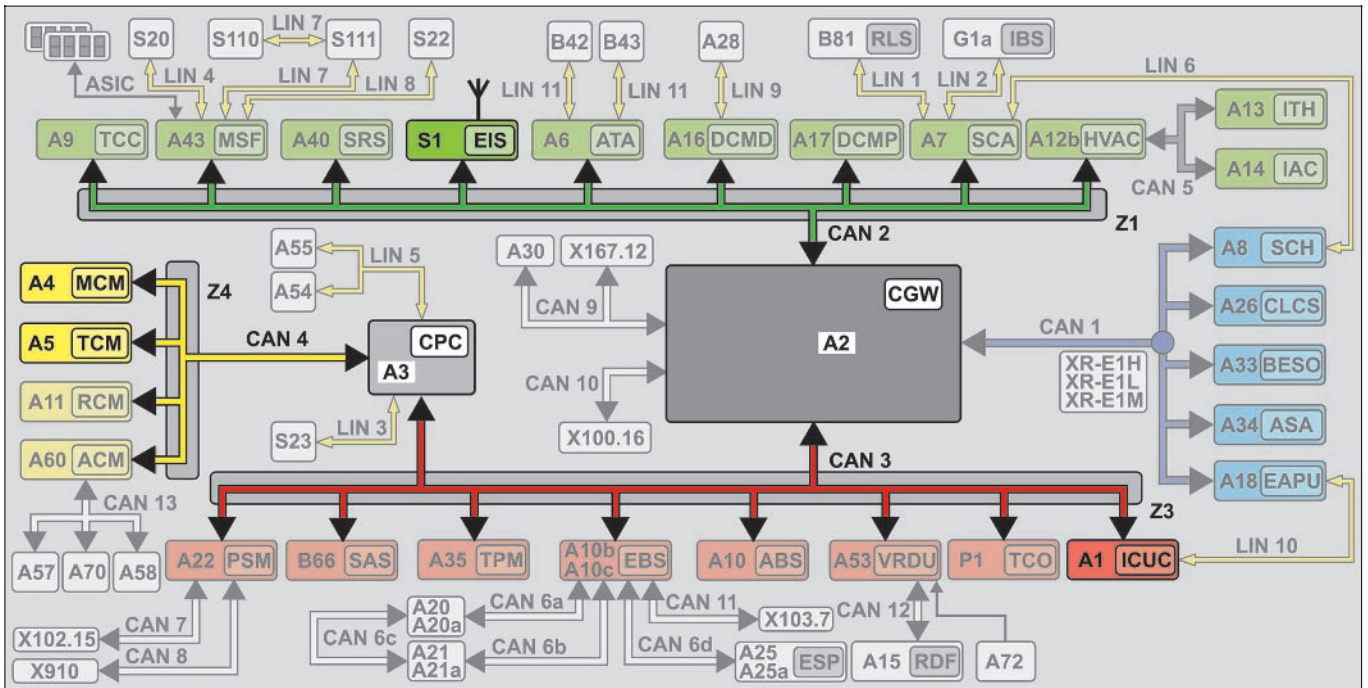 LIN 7
S20 S110 S111 S22 B42 B43 A28 B81 RLS G1a IBS
LIN 6
ASIC LIN 4 LIN 7 LIN 8 LIN 11 LIN 11 LIN 9 LIN 1 LIN 2
A13 ITH
A9 TCC A43 MSF A40 SRS S1 EIS A6 ATA A16 DCMD A17 DCMP A7 SCA A12b HVAC
A14 IAC
CAN 5
Z1
CAN 2
A55 LIN 5 A30 X167.12 A8 SCH
A4 MCM Z4 A54 CGW
CAN 9 A26 CLCS
A5 TCM CAN 4 CPC A2 CAN 1
A3 XR-E1H A33 BESO
XR-E1L
XR-E1M
A11 RCM CAN 10
S23 LIN 3 X100.16 A34 ASA
A60 ACM CAN 3 A18 EAPU
CAN 13 Z3
LIN 10
A57 A70 A58 A22 PSM B66 SAS A35 TPM A10b EBS A10 ABS A53 VRDU P1 TCO A1 ICUC
A10c
CAN 7 CAN 6a CAN 11 CAN 12
X102.15 A20 X103.7
A20a
X910 CAN 8 CAN 6c CAN 6b CAN 6d
A21 A25 ESP A15 RDF A72
A21a A25a